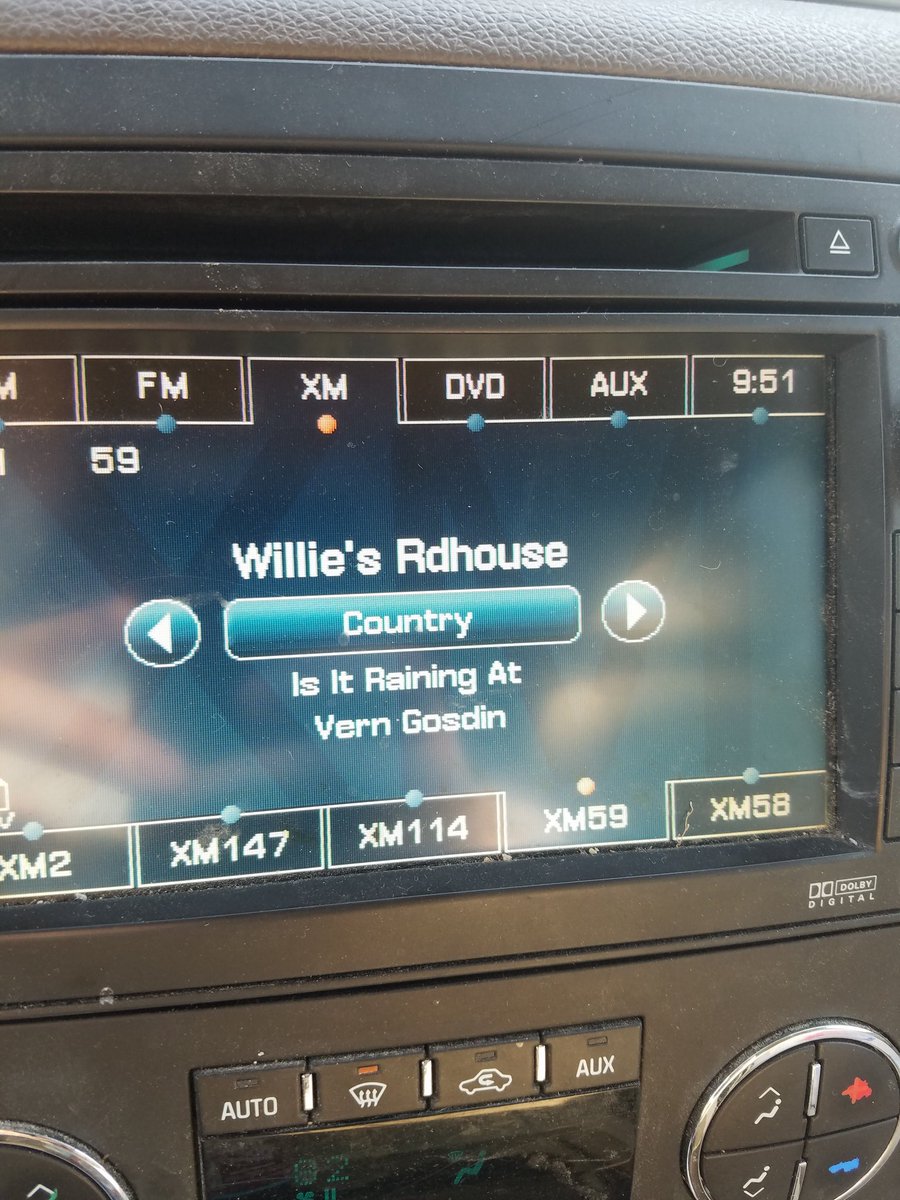 FM XM DVD AUX 9:51
59
Willie's Rdhouse
Country
Is It Raining At
Vern Gosdin
XM2 XM147 XM114 XM59 XM58
DOLBY
DIGITAL
AUTO AUX